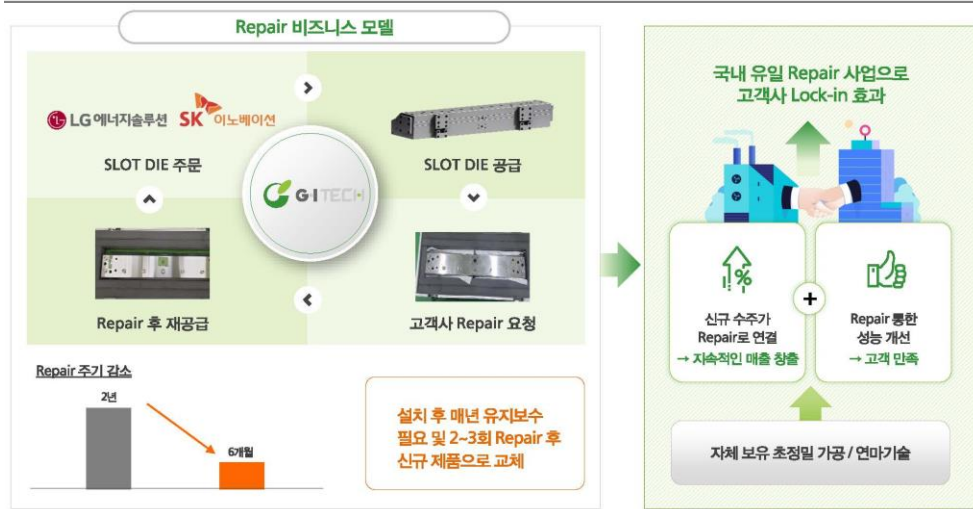 Repair 비즈니스 모델
LG에너지솔루션 SK이노베이션
SLOT DIE 주문
SLOT DIE 공급
G·I TECH
Repair 후 재공급
고객사 Repair 요청
Repair 주기 감소
2년
6개월
설치 후 매년 유지보수
필요 및 2~3회 Repair 후
신규 제품으로 교체
국내 유일 Repair 사업으로
고객사 Lock-in 효과
%
신규 수주가
Repair로 연결
→ 지속적인 매출 창출
+
Repair 통한
성능 개선
→ 고객 만족
자체 보유 초정밀 가공 / 연마기술